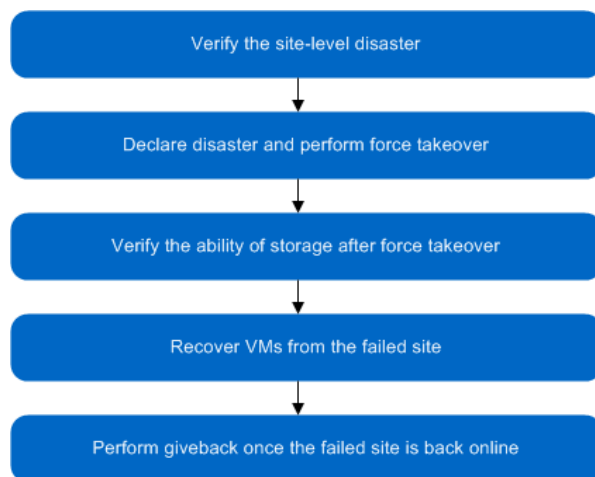 Verify the site-level disaster
Declare disaster and perform force takeover
Verify the ability of storage after force takeover
Recover VMs from the failed site
Perform giveback once the failed site is back online